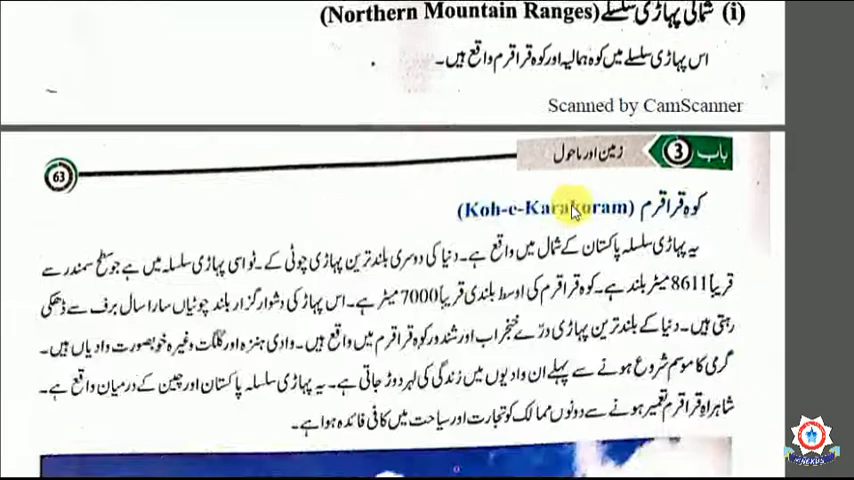 (i) شمالی پہاڑی سلسلے (Northern Mountain Ranges)
اس پہاڑی سلسلے میں کوہ ہمالیہ اور کوہ قراقرم واقع ہیں۔
Scanned by CamScanner
باب 3 زمین اور ماحول 63
کوہِ قراقرم (Koh-e-Karakuram)
یہ پہاڑی سلسلہ پاکستان کے شمال میں واقع ہے۔ دنیا کی دوسری بلند ترین پہاڑی چوٹی کے۔ٹو اسی پہاڑی سلسلہ میں ہے جو سطح سمندر سے
قریباً 8611 میٹر بلند ہے۔ کوہ قراقرم کی اوسط بلندی قریباً 7000 میٹر ہے۔ اس پہاڑ کی دشوار گزار بلند چوٹیاں سارا سال برف سے ڈھکی
رہتی ہیں۔ دنیا کے بلند ترین پہاڑی درّے خنجراب اور شندور کوہ قراقرم میں واقع ہیں۔ وادی ہنزہ اور گلگت وغیرہ خوبصورت وادیاں ہیں۔
گرمی کا موسم شروع ہونے سے پہلے ان وادیوں میں زندگی کی لہر دوڑ جاتی ہے۔ یہ پہاڑی سلسلہ پاکستان اور چین کے درمیان واقع ہے۔
شاہراہِ قراقرم تعمیر ہونے سے دونوں ممالک کو تجارت اور سیاحت میں کافی فائدہ ہوا ہے۔